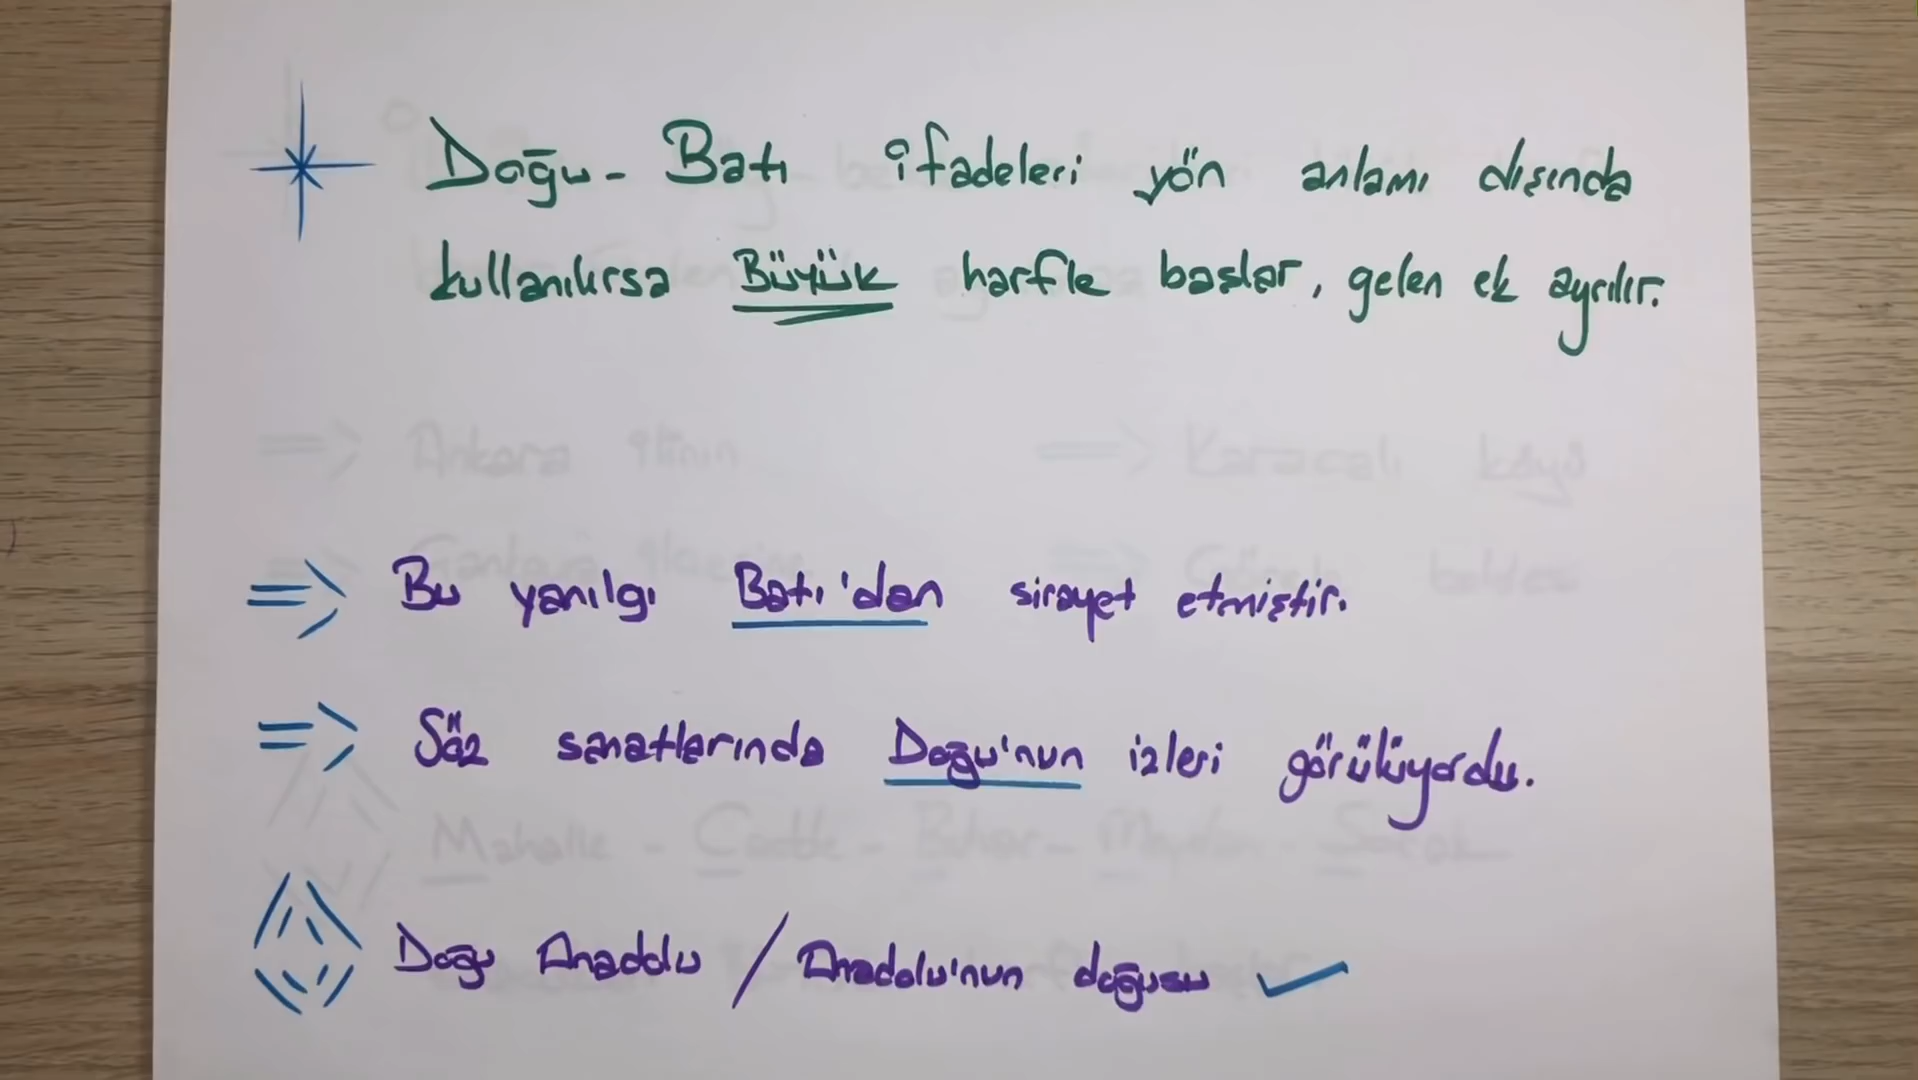 Doğu - Batı ifadeleri yön anlamı dışında
kullanılırsa BÜYÜK harfle başlar, gelen ek ayrılır.
=> Bu yanılgı Batı'dan sirayet etmiştir.
=> Söz sanatlarında Doğu'nun izleri görülüyordu.
Doğu Anadolu / Anadolu'nun doğusu ✓